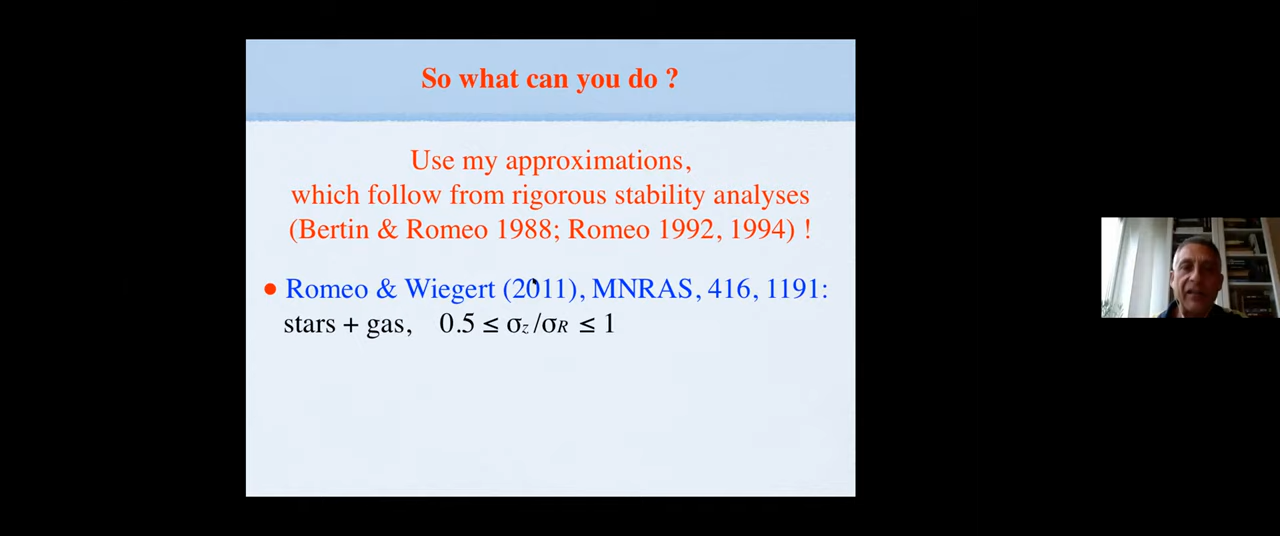 So what can you do ?
Use my approximations,
which follow from rigorous stability analyses
(Bertin & Romeo 1988; Romeo 1992, 1994) !
● Romeo & Wiegert (2011), MNRAS, 416, 1191:
stars + gas, 0.5 ≤ σz/σR ≤ 1